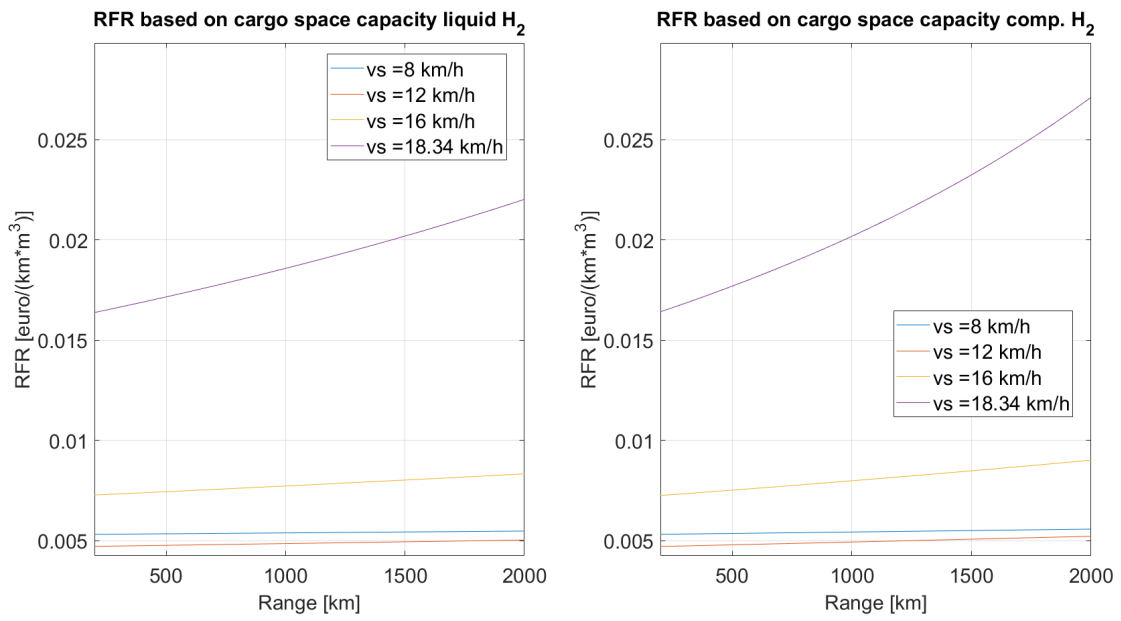 RFR based on cargo space capacity liquid H2
vs =8 km/h
vs =12 km/h
vs =16 km/h
vs =18.34 km/h
RFR [euro/(km*m3)]
0.025
0.02
0.015
0.01
0.005
500 1000 1500 2000
Range [km]
RFR based on cargo space capacity comp. H2
vs =8 km/h
vs =12 km/h
vs =16 km/h
vs =18.34 km/h
RFR [euro/(km*m3)]
0.025
0.02
0.015
0.01
0.005
500 1000 1500 2000
Range [km]